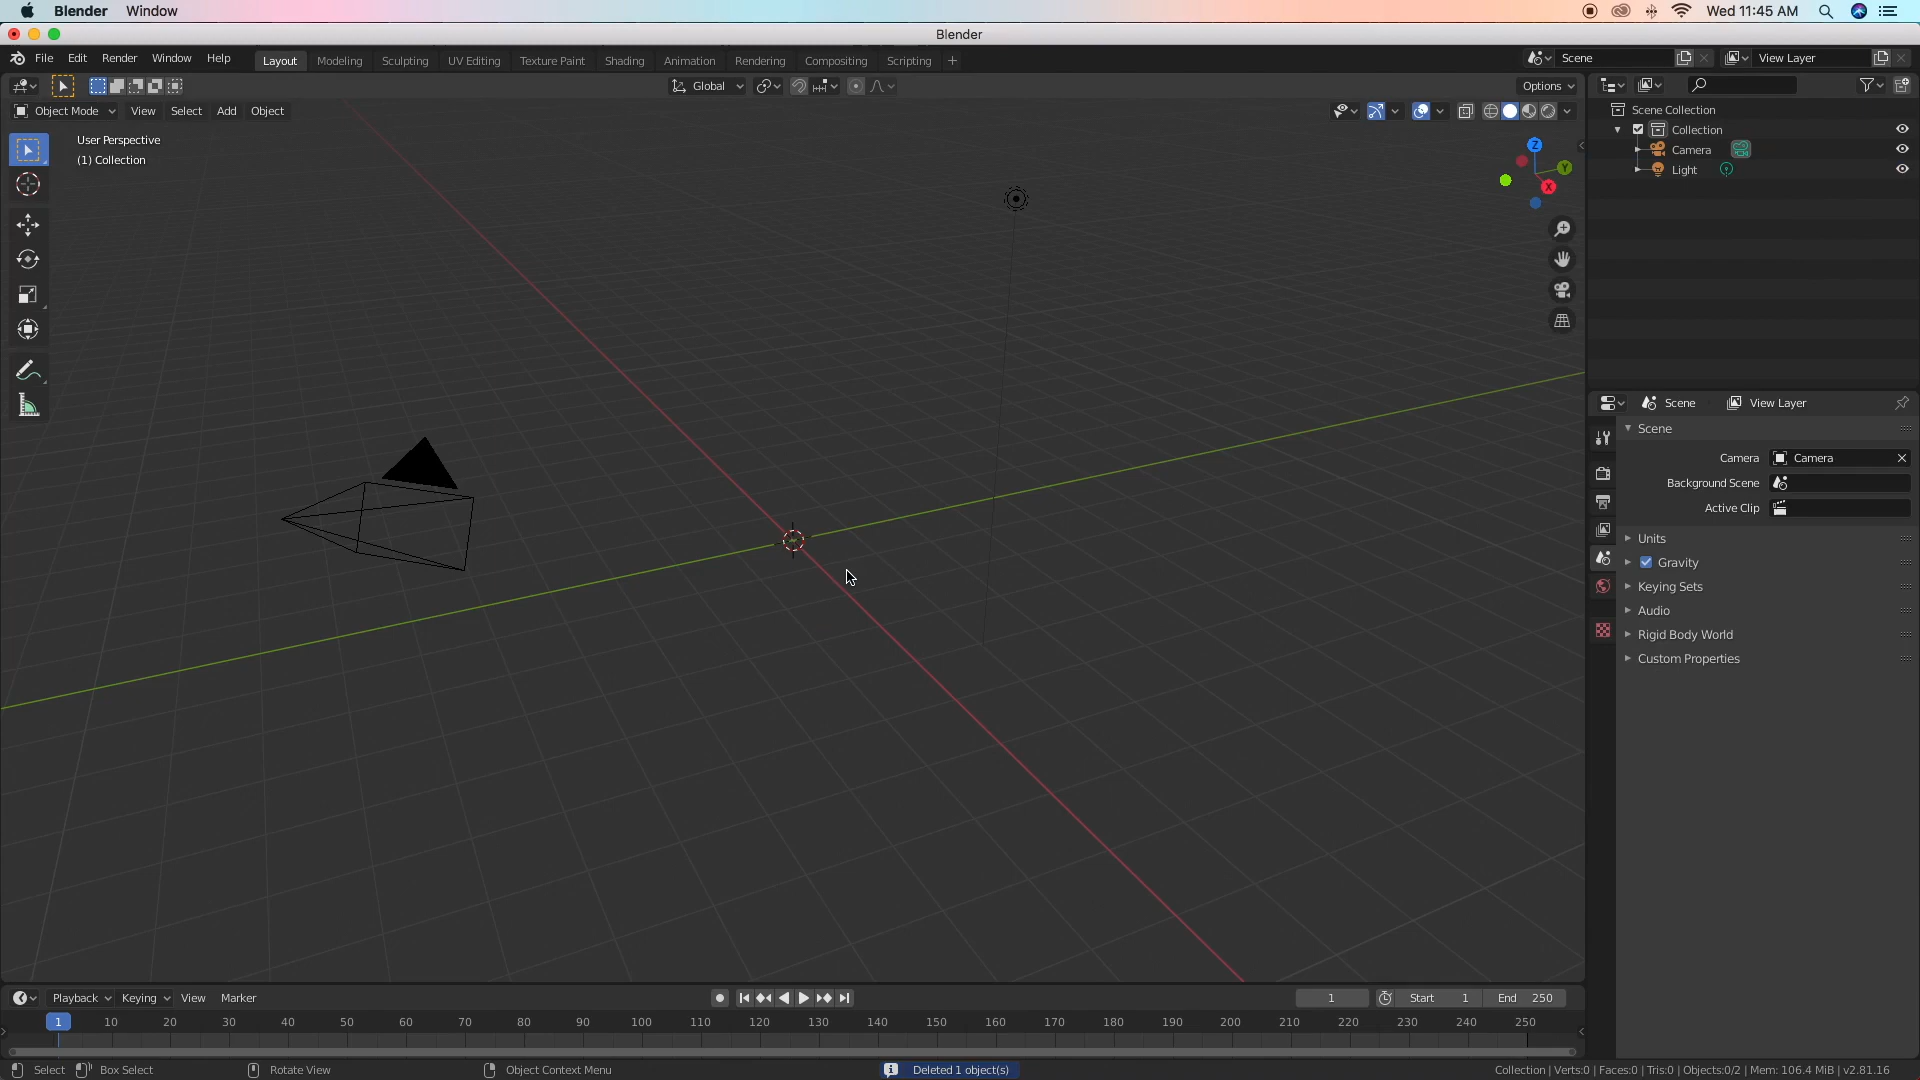 Blender Window Wed 11:45 AM
Blender
File Edit Render Window Help Layout Modeling Sculpting UV Editing Texture Paint Shading Animation Rendering Compositing Scripting + Scene View Layer
Global Options
Object Mode View Select Add Object
User Perspective
(1) Collection
Z
Y
X
Scene Collection
Collection
Camera
Light
Scene View Layer
Scene
Camera Camera
Background Scene
Active Clip
Units
Gravity
Keying Sets
Audio
Rigid Body World
Custom Properties
Playback Keying View Marker 1 Start 1 End 250
1 10 20 30 40 50 60 70 80 90 100 110 120 130 140 150 160 170 180 190 200 210 220 230 240 250
Select Box Select Rotate View Object Context Menu Deleted 1 object(s) Collection | Verts:0 | Faces:0 | Tris:0 | Objects:0/2 | Mem: 106.4 MiB | v2.81.16